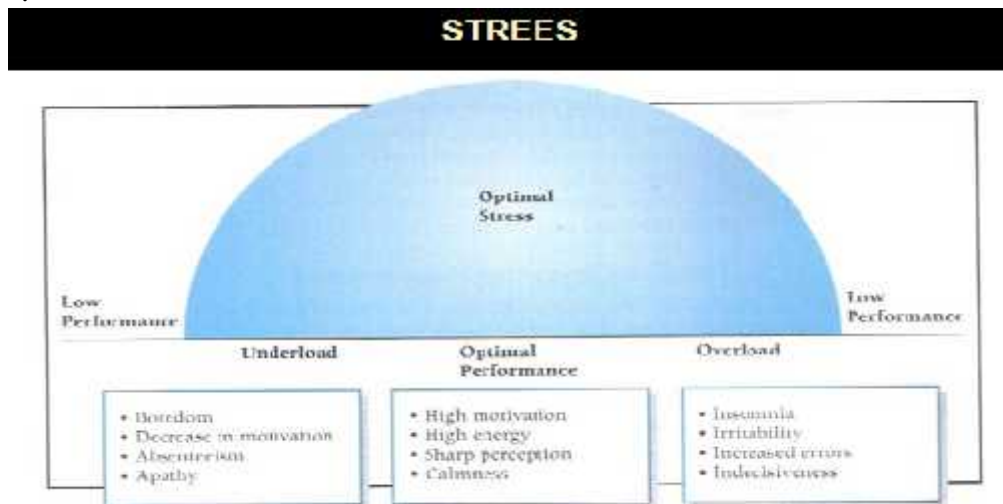 STREES
Optimal
Stress
Low
Performance
Low
Performance
Underload
Optimal
Performance
Overload
• Boredom
• Decrease in motivation
• Absenteeism
• Apathy
• High motivation
• High energy
• Sharp perception
• Calmness
• Insomnia
• Irritability
• Increased errors
• Indecisiveness